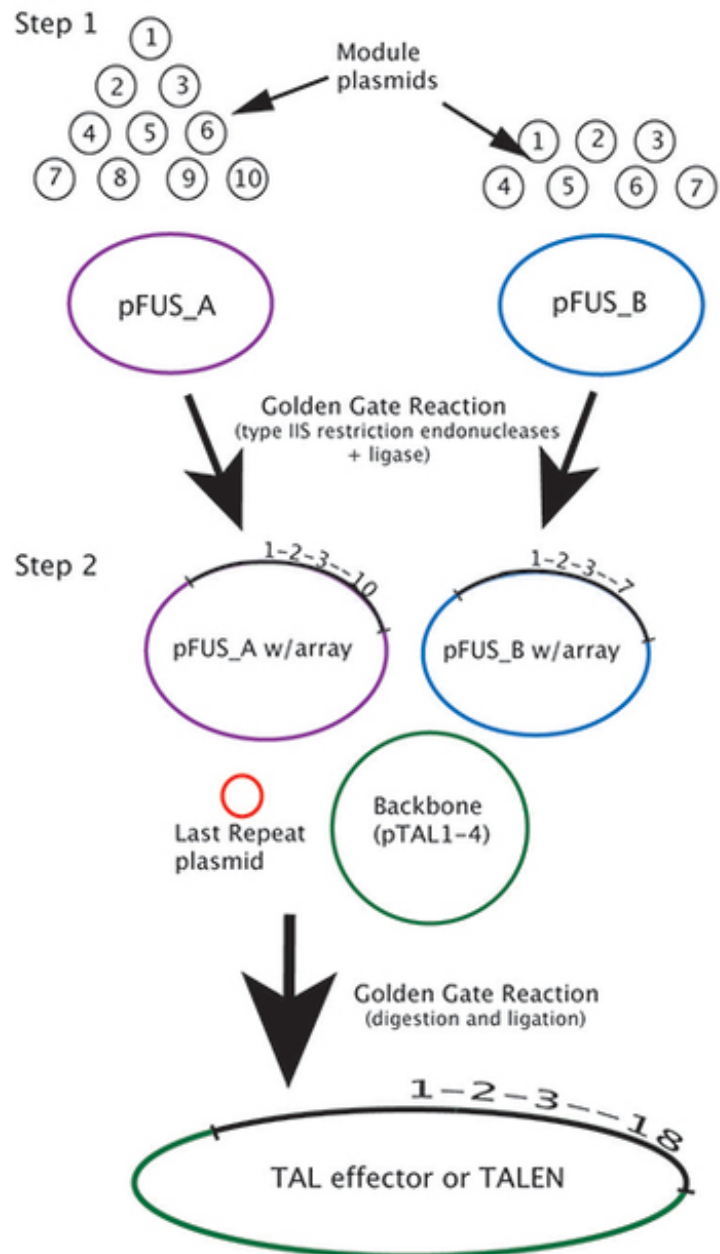 Step 1
Module
plasmids
1
2 3
4 5 6
7 8 9 10
1 2 3
4 5 6 7
pFUS_A
pFUS_B
Golden Gate Reaction
(type IIS restriction endonucleases
+ ligase)
Step 2
1-2-3--10
1-2-3--7
pFUS_A w/array
pFUS_B w/array
Last Repeat
plasmid
Backbone
(pTAL1-4)
Golden Gate Reaction
(digestion and ligation)
1-2-3--18
TAL effector or TALEN